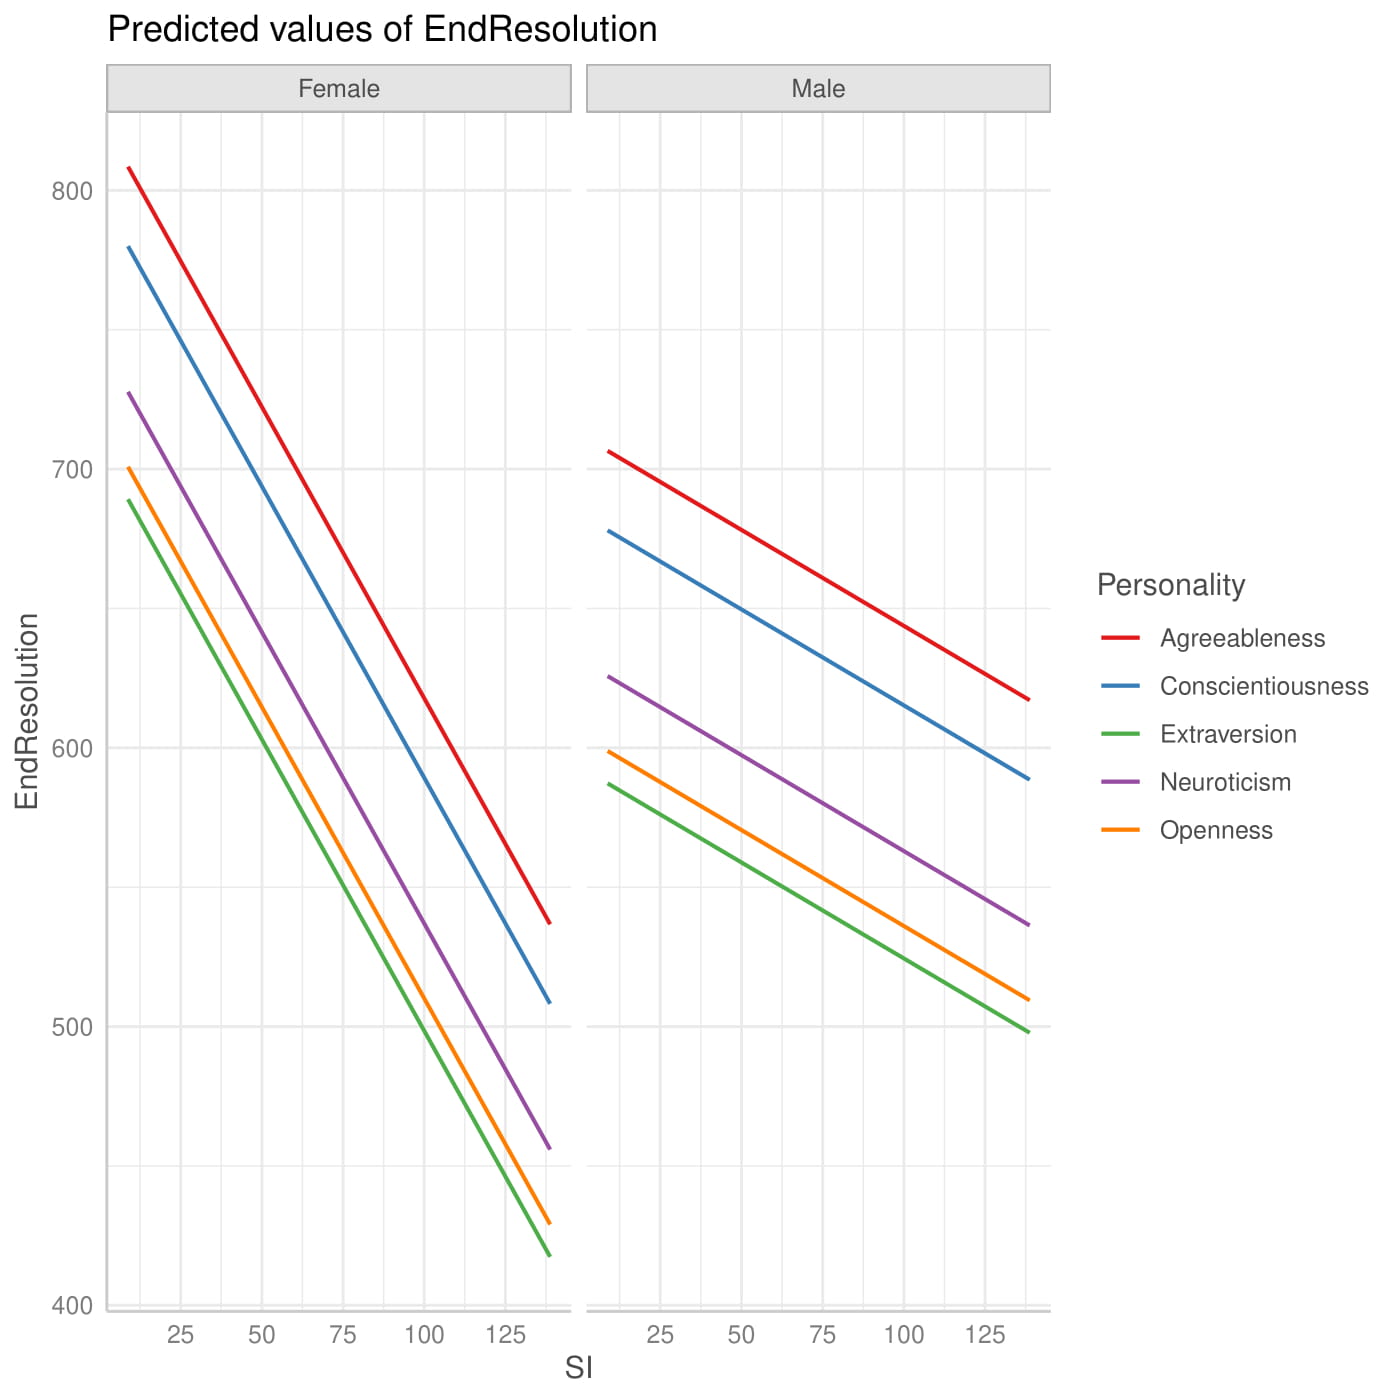 Predicted values of EndResolution
Female
Male
800
700
600
500
400
EndResolution
25 50 75 100 125
25 50 75 100 125
SI
Personality
Agreeableness
Conscientiousness
Extraversion
Neuroticism
Openness